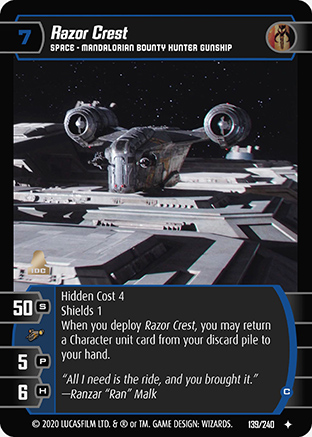 7
Razor Crest
SPACE - MANDALORIAN BOUNTY HUNTER GUNSHIP
IDC
50 S
5 P
6 H
Hidden Cost 4
Shields 1
When you deploy Razor Crest, you may return
a Character unit card from your discard pile to
your hand.
“All I need is the ride, and you brought it.”
—Ranzar “Ran” Malk
C
© 2020 LUCASFILM LTD. & ® or TM. GAME DESIGN: WIZARDS.
139/240